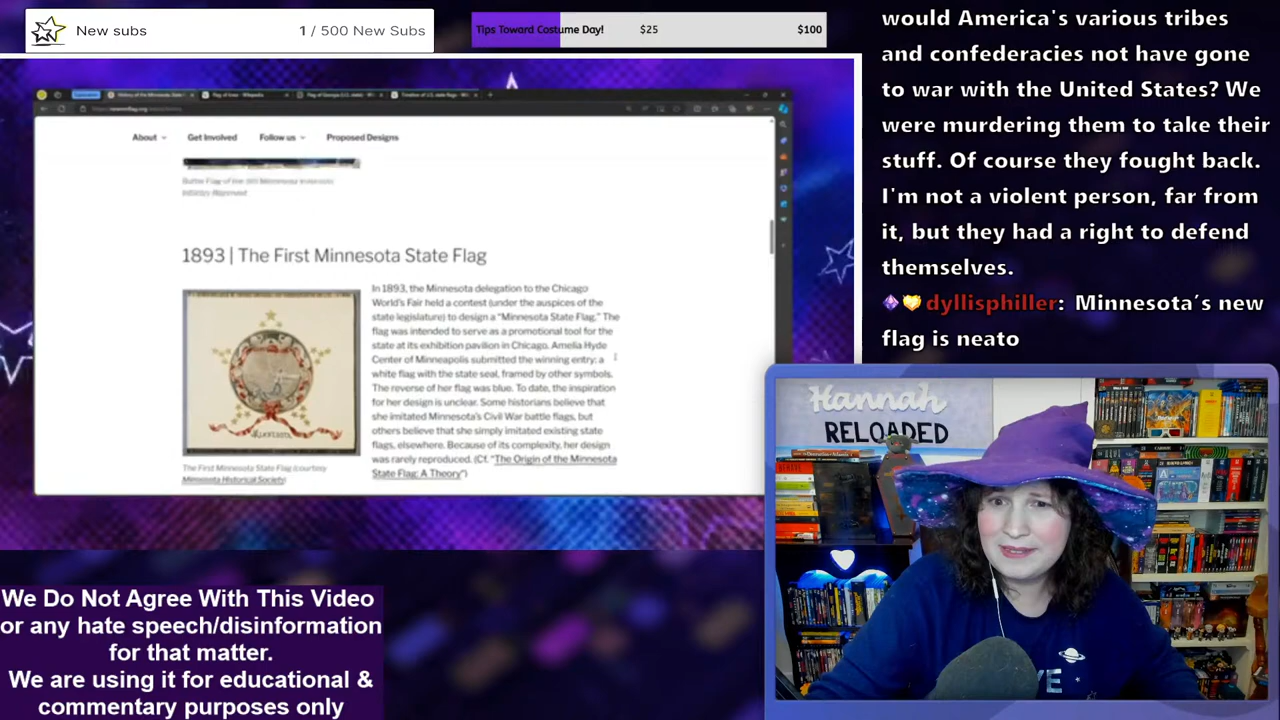 New subs
1 / 500 New Subs
Tips Toward Costume Day!
$25
$100
About
Get Involved
Follow us
Proposed Designs
1893 | The First Minnesota State Flag
In 1893, the Minnesota delegation to the Chicago
World's Fair held a contest (under the auspices of the
state legislature) to design a "Minnesota State Flag." The
flag was intended to serve as a promotional tool for the
state at its exhibition pavilion in Chicago. Amelia Hyde
Center of Minneapolis submitted the winning entry: a
white flag with the state seal, framed by other symbols.
The reverse of her flag was blue. To date, the inspiration
for her design is unclear. Some historians believe that
she imitated Minnesota's Civil War battle flags, but
others believe that she simply imitated existing state
flags, elsewhere. Because of its complexity, her design
was rarely reproduced. (Cf. "The Origin of the Minnesota
State Flag: A Theory")
The First Minnesota State Flag (courtesy
Minnesota Historical Society)
would America's various tribes
and confederacies not have gone
to war with the United States? We
were murdering them to take their
stuff. Of course they fought back.
I'm not a violent person, far from
it, but they had a right to defend
themselves.
dyllisphiller: Minnesota's new
flag is neato
Hannah
RELOADED
We Do Not Agree With This Video
or any hate speech/disinformation
for that matter.
We are using it for educational &
commentary purposes only